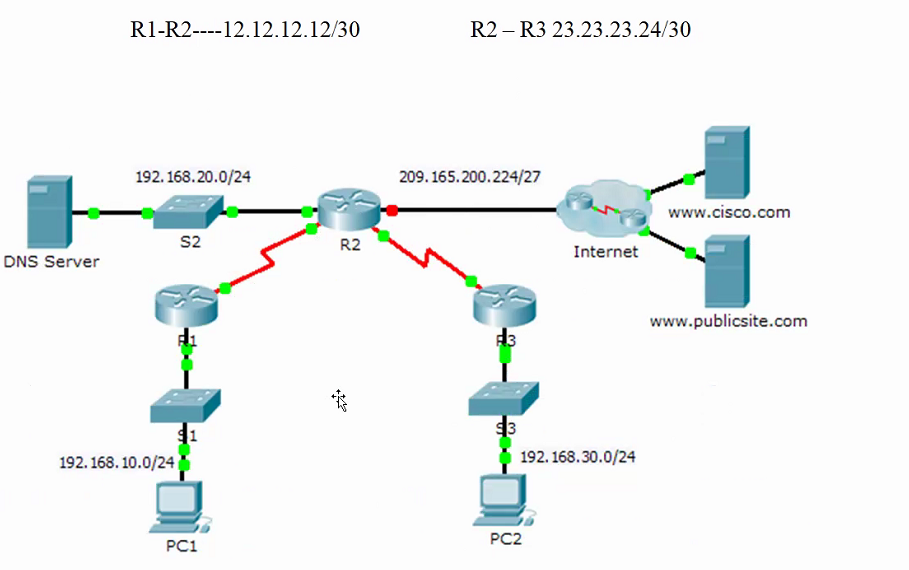 R1-R2----12.12.12.12/30
R2 – R3 23.23.23.24/30
192.168.20.0/24
209.165.200.224/27
www.cisco.com
S2
R2
Internet
DNS Server
www.publicsite.com
R1
R3
S1
S3
192.168.10.0/24
192.168.30.0/24
PC1
PC2